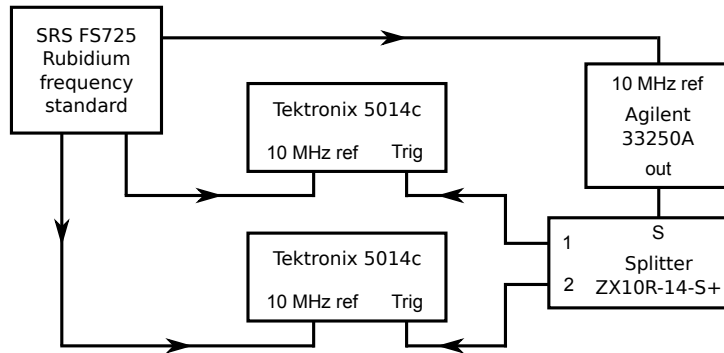 SRS FS725
Rubidium
frequency
standard
10 MHz ref
Agilent
33250A
out
Tektronix 5014c
10 MHz ref Trig
S
1
Splitter
2
ZX10R-14-S+
Tektronix 5014c
10 MHz ref Trig